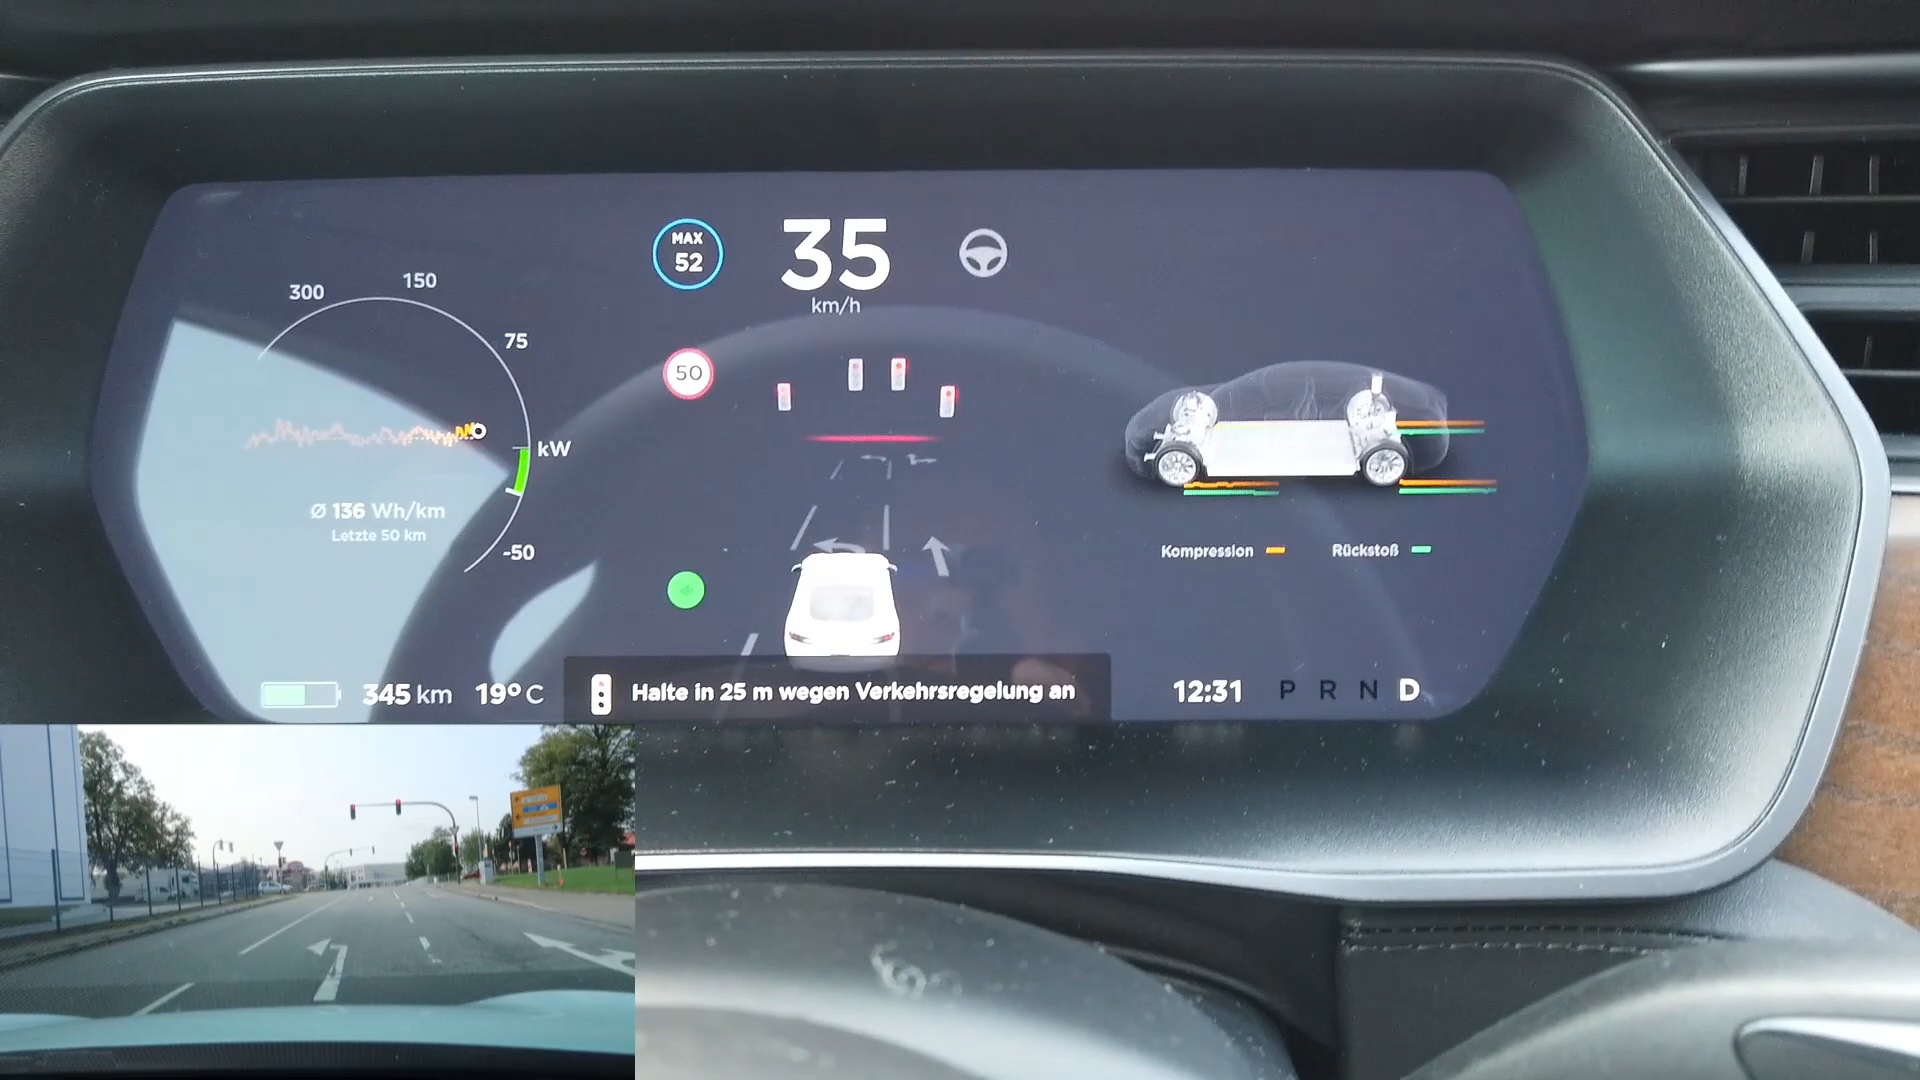 MAX
52
35
km/h
300
150
75
50
kW
Ø 136 Wh/km
Letzte 50 km
-50
Kompression
Rückstoß
345 km
19° C
Halte in 25 m wegen Verkehrsregelung an
12:31
P R N D